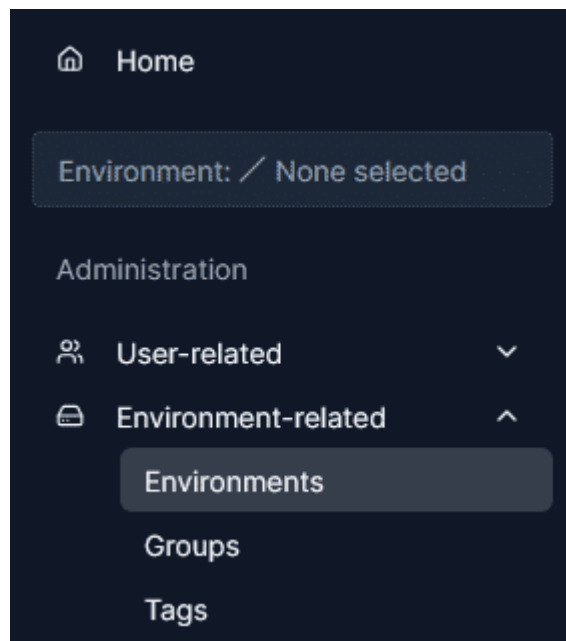 Home
Environment: / None selected
Administration
User-related
Environment-related
Environments
Groups
Tags